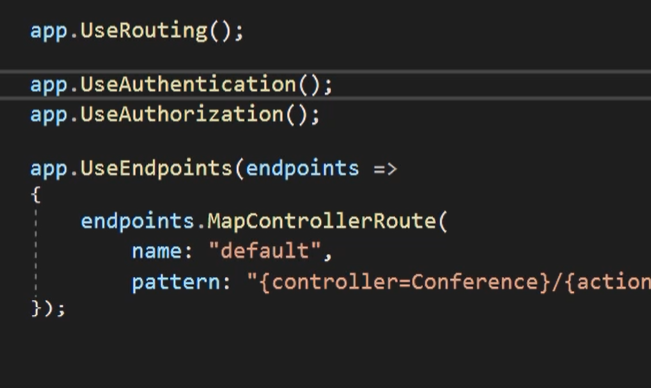 app.UseRouting();
app.UseAuthentication();
app.UseAuthorization();
app.UseEndpoints(endpoints =>
{
endpoints.MapControllerRoute(
name: "default",
pattern: "{controller=Conference}/{action
});